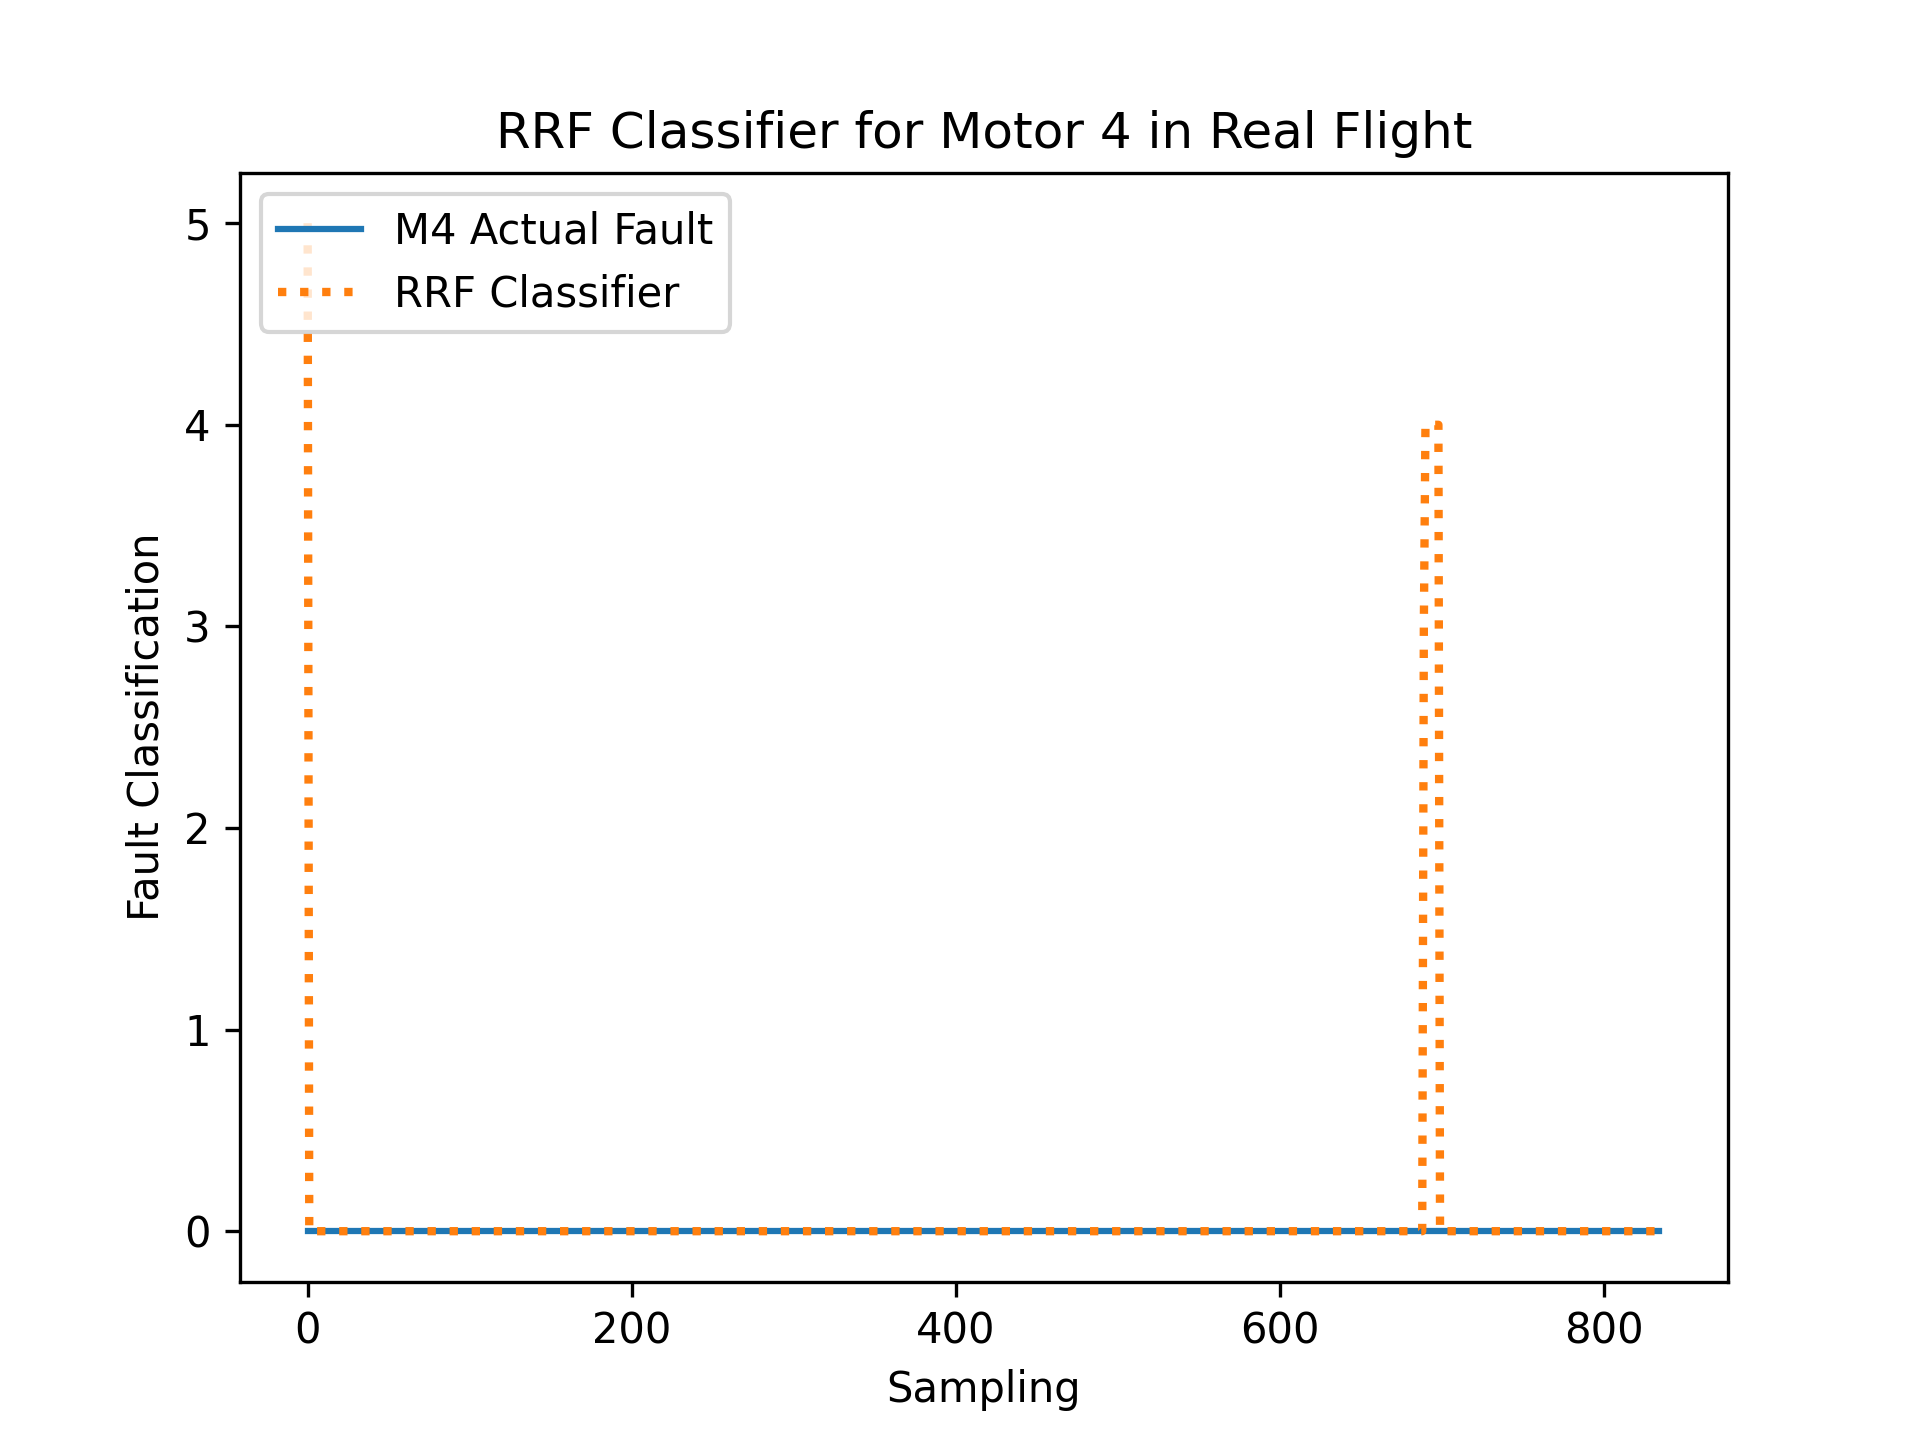 RRF Classifier for Motor 4 in Real Flight
M4 Actual Fault
RRF Classifier
5
4
3
2
1
0
Fault Classification
0 200 400 600 800
Sampling